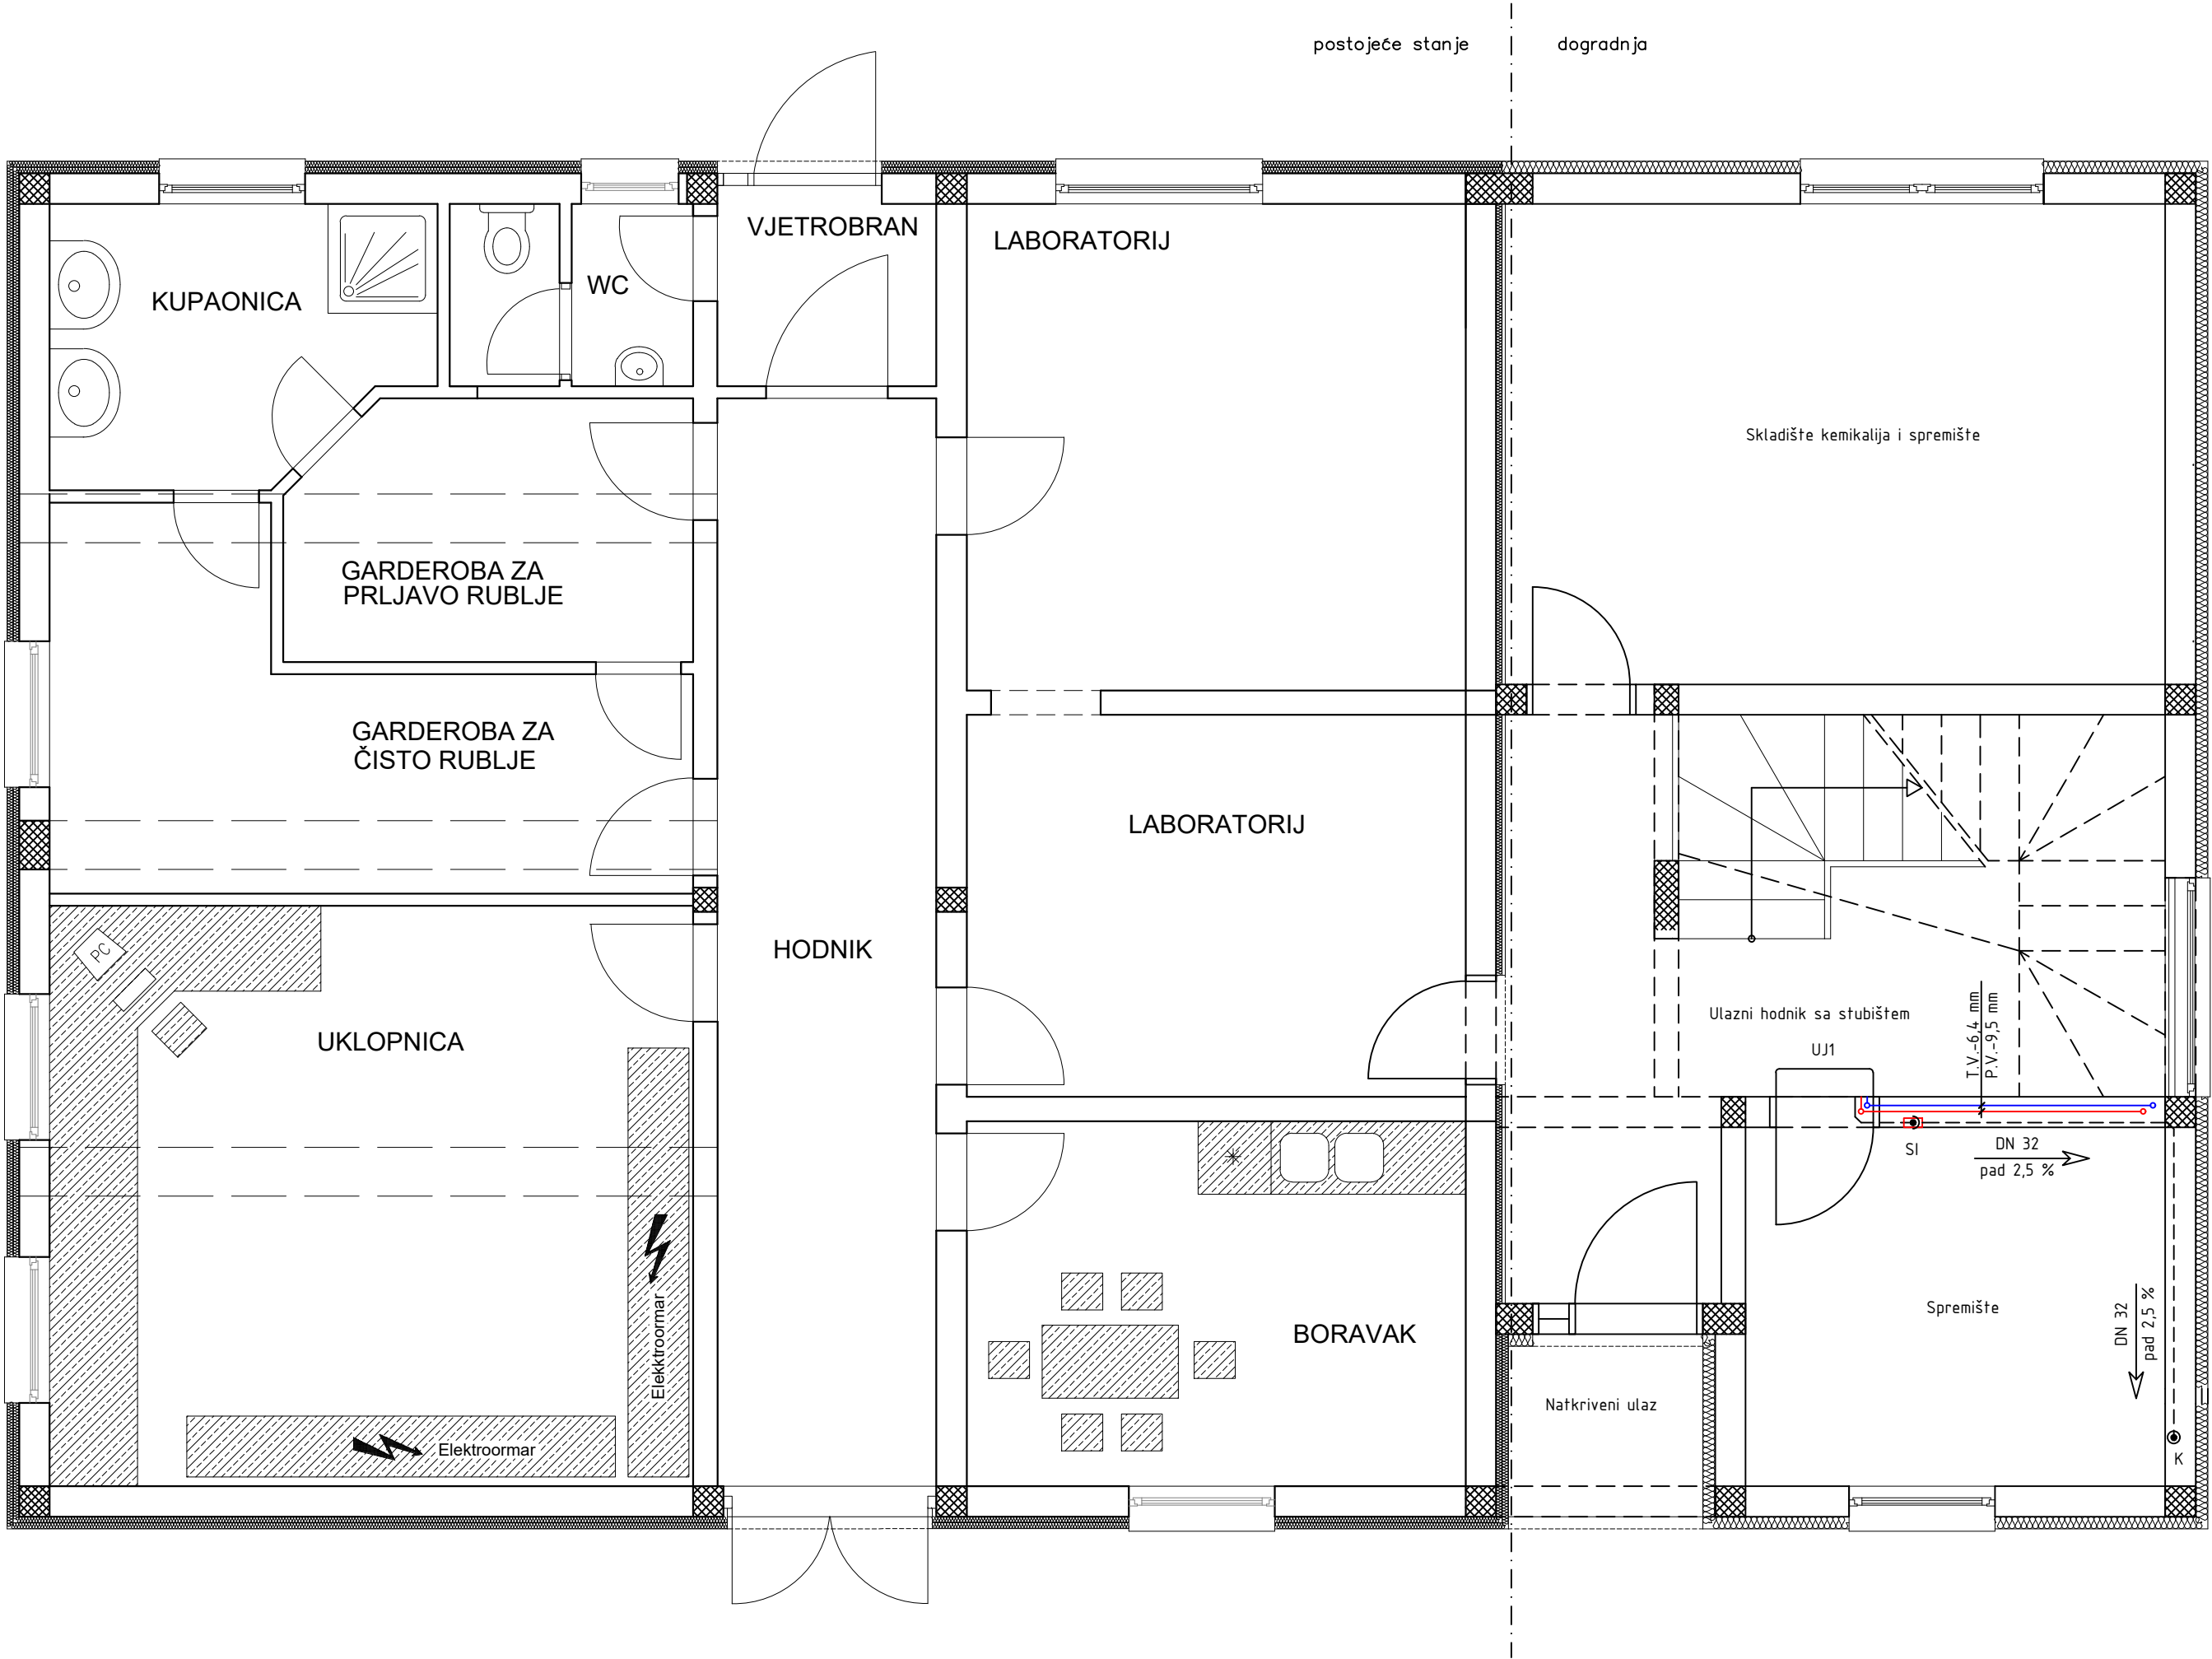 postojeće stanje
dogradnja
VJETROBRAN
LABORATORIJ
WC
KUPAONICA
Skladište kemikalija i spremište
GARDEROBA ZA
PRLJAVO RUBLJE
GARDEROBA ZA
ČISTO RUBLJE
LABORATORIJ
HODNIK
PC
UKLOPNICA
Ulazni hodnik sa stubištem
UJ1
T.V.-6,4 mm
P.V.-9,5 mm
SI
DN 32
pad 2,5 %
Elektroormar
BORAVAK
Spremište
DN 32
pad 2,5 %
Natkriveni ulaz
Elektroormar
K